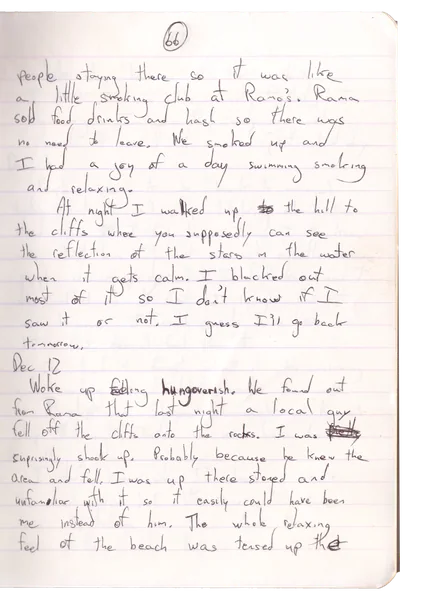 66
people staying there so it was like
a little smoking club at Rama's. Rama
sold food drinks and hash so there was
no need to leave. We smoked up and
I had a joy of a day swimming smoking
and relaxing.
At night I walked up the hill to
the cliffs where you supposedly can see
the reflection of the stars in the water
when it gets calm. I blacked out
most of it so I don't know if I
saw it or not. I guess I'll go back
tomorrow.
Dec 12
Woke up hungoverish. We found out
from Rama that last night a local guy
fell off the cliffs onto the rocks. I was
suprisingly shook up. Probably because he knew the
area and fell. I was up there stoned and
unfamiliar with it so it easily could have been
me instead of him. The whole relaxing
feel of the beach was tensed up